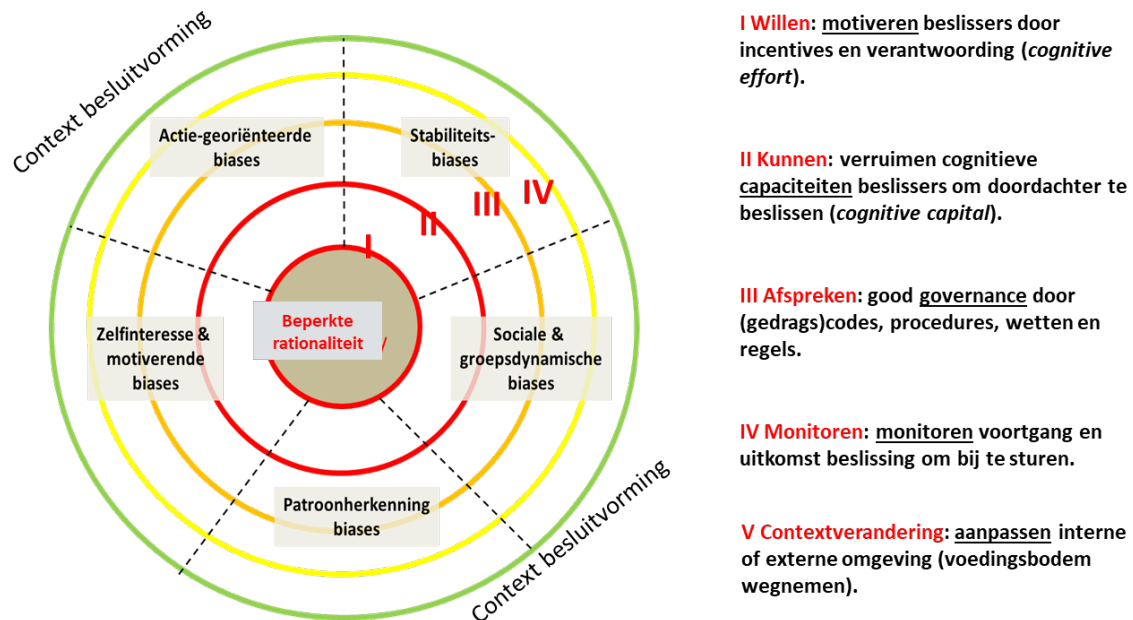 Context besluitvorming
Actie-georiënteerde
biases
Stabiliteits-
biases
I
II
III
IV
Beperkte
rationaliteit
Zelfinteresse &
motiverende
biases
Sociale &
groepsdynamische
biases
Patroonherkenning
biases
Context besluitvorming
I Willen: motiveren beslissers door
incentives en verantwoording (cognitive
effort).
II Kunnen: verruimen cognitieve
capaciteiten beslissers om doordachter te
beslissen (cognitive capital).
III Afspreken: good governance door
(gedrags)codes, procedures, wetten en
regels.
IV Monitoren: monitoren voortgang en
uitkomst beslissing om bij te sturen.
V Contextverandering: aanpassen interne
of externe omgeving (voedingsbodem
wegnemen).